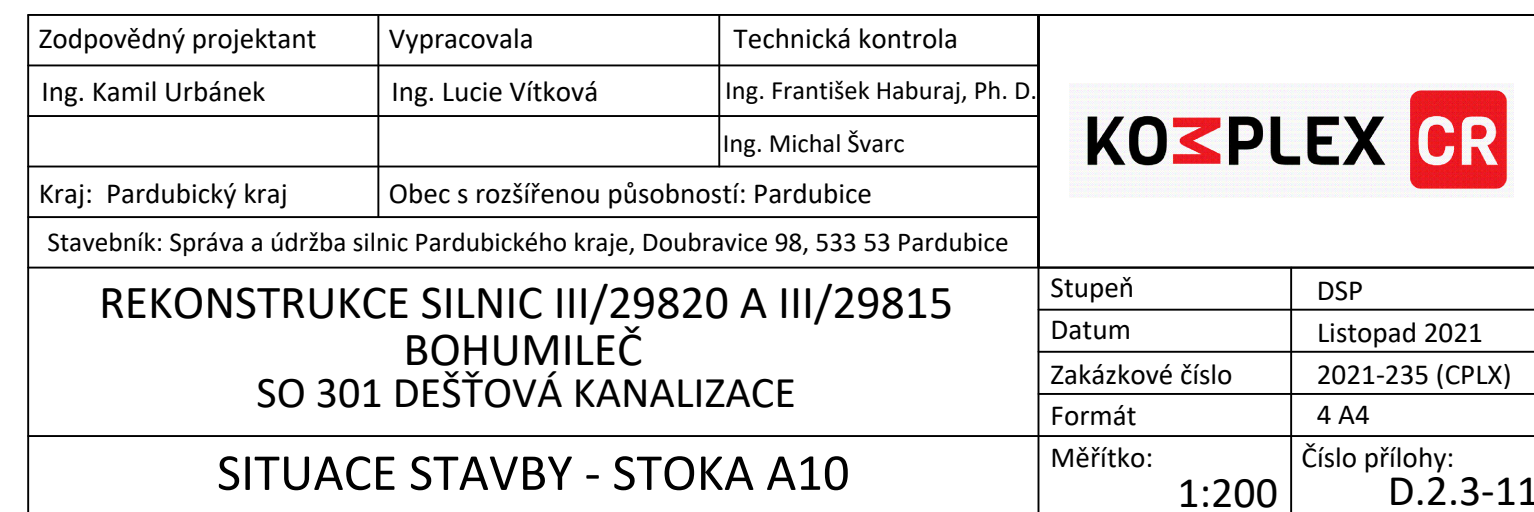 Zodpovědný projektant Vypracovala Technická kontrola
Ing. Kamil Urbánek Ing. Lucie Vítková Ing. František Haburaj, Ph. D.
Ing. Michal Švarc
KOMPLEX CR
Kraj: Pardubický kraj Obec s rozšířenou působností: Pardubice
Stavebník: Správa a údržba silnic Pardubického kraje, Doubravice 98, 533 53 Pardubice
REKONSTRUKCE SILNIC III/29820 A III/29815
BOHUMILEČ
SO 301 DEŠŤOVÁ KANALIZACE
Stupeň DSP
Datum Listopad 2021
Zakázkové číslo 2021-235 (CPLX)
Formát 4 A4
SITUACE STAVBY - STOKA A10
Měřítko: 1:200
Číslo přílohy: D.2.3-11